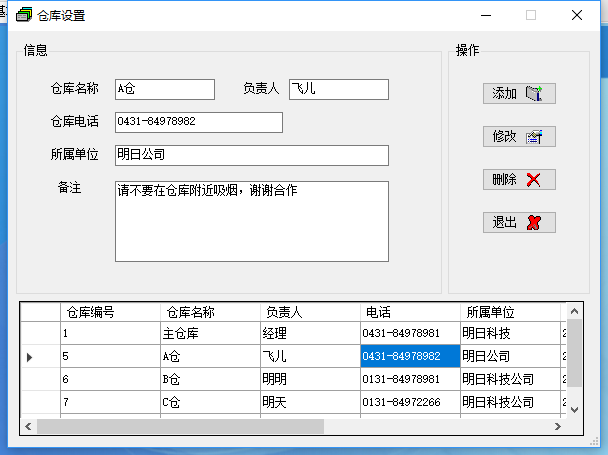 仓库设置
信息
操作
仓库名称 A仓 负责人 飞儿
添加
仓库电话 0431-84978982
修改
所属单位 明日公司
备注 请不要在仓库附近吸烟，谢谢合作
删除
退出
仓库编号 仓库名称 负责人 电话 所属单位
1 主仓库 经理 0431-84978981 明日科技
5 A仓 飞儿 0431-84978982 明日公司
6 B仓 明明 0131-84978981 明日科技公司
7 C仓 明天 0131-84972266 明日科技公司